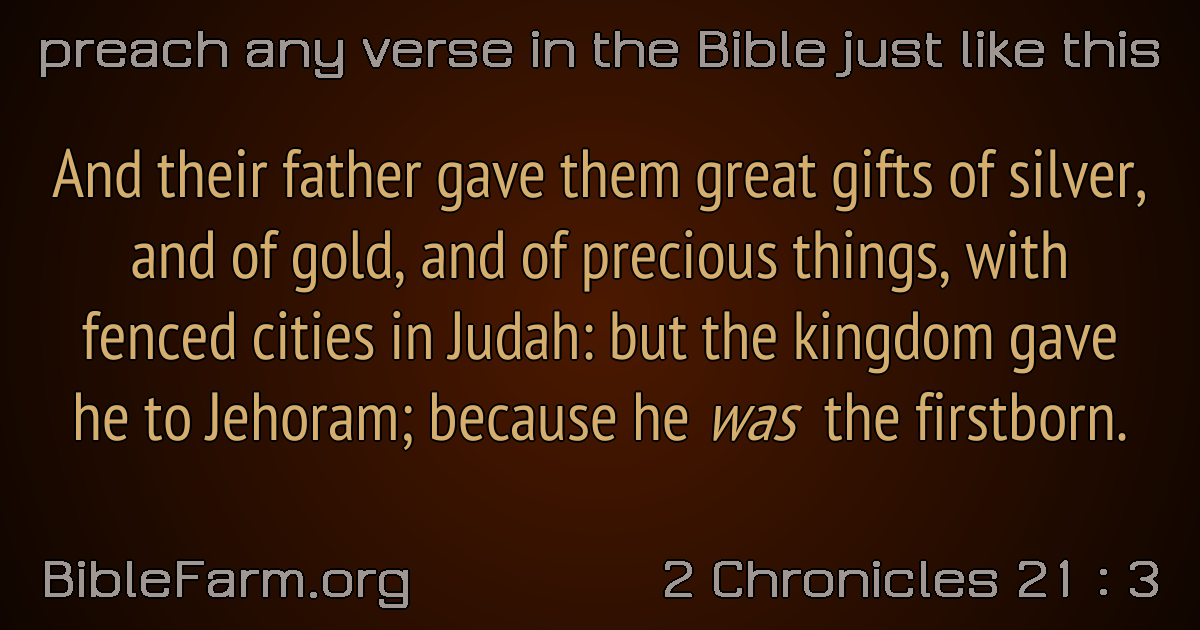 preach any verse in the Bible just like this
And their father gave them great gifts of silver,
and of gold, and of precious things, with
fenced cities in Judah: but the kingdom gave
he to Jehoram; because he was the firstborn.
BibleFarm.org
2 Chronicles 21 : 3